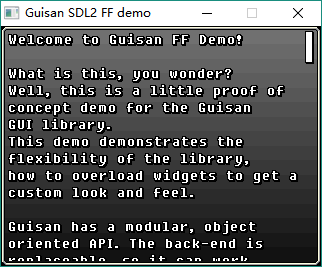 Guisan SDL2 FF demo
Welcome to Guisan FF Demo!
What is this, you wonder?
Well, this is a little proof of
concept demo for the Guisan
GUI library.
This demo demonstrates the
flexibility of the library,
how to overload widgets to get a
custom look and feel.
Guisan has a modular, object
oriented API. The back-end is
replaceable, so it can work